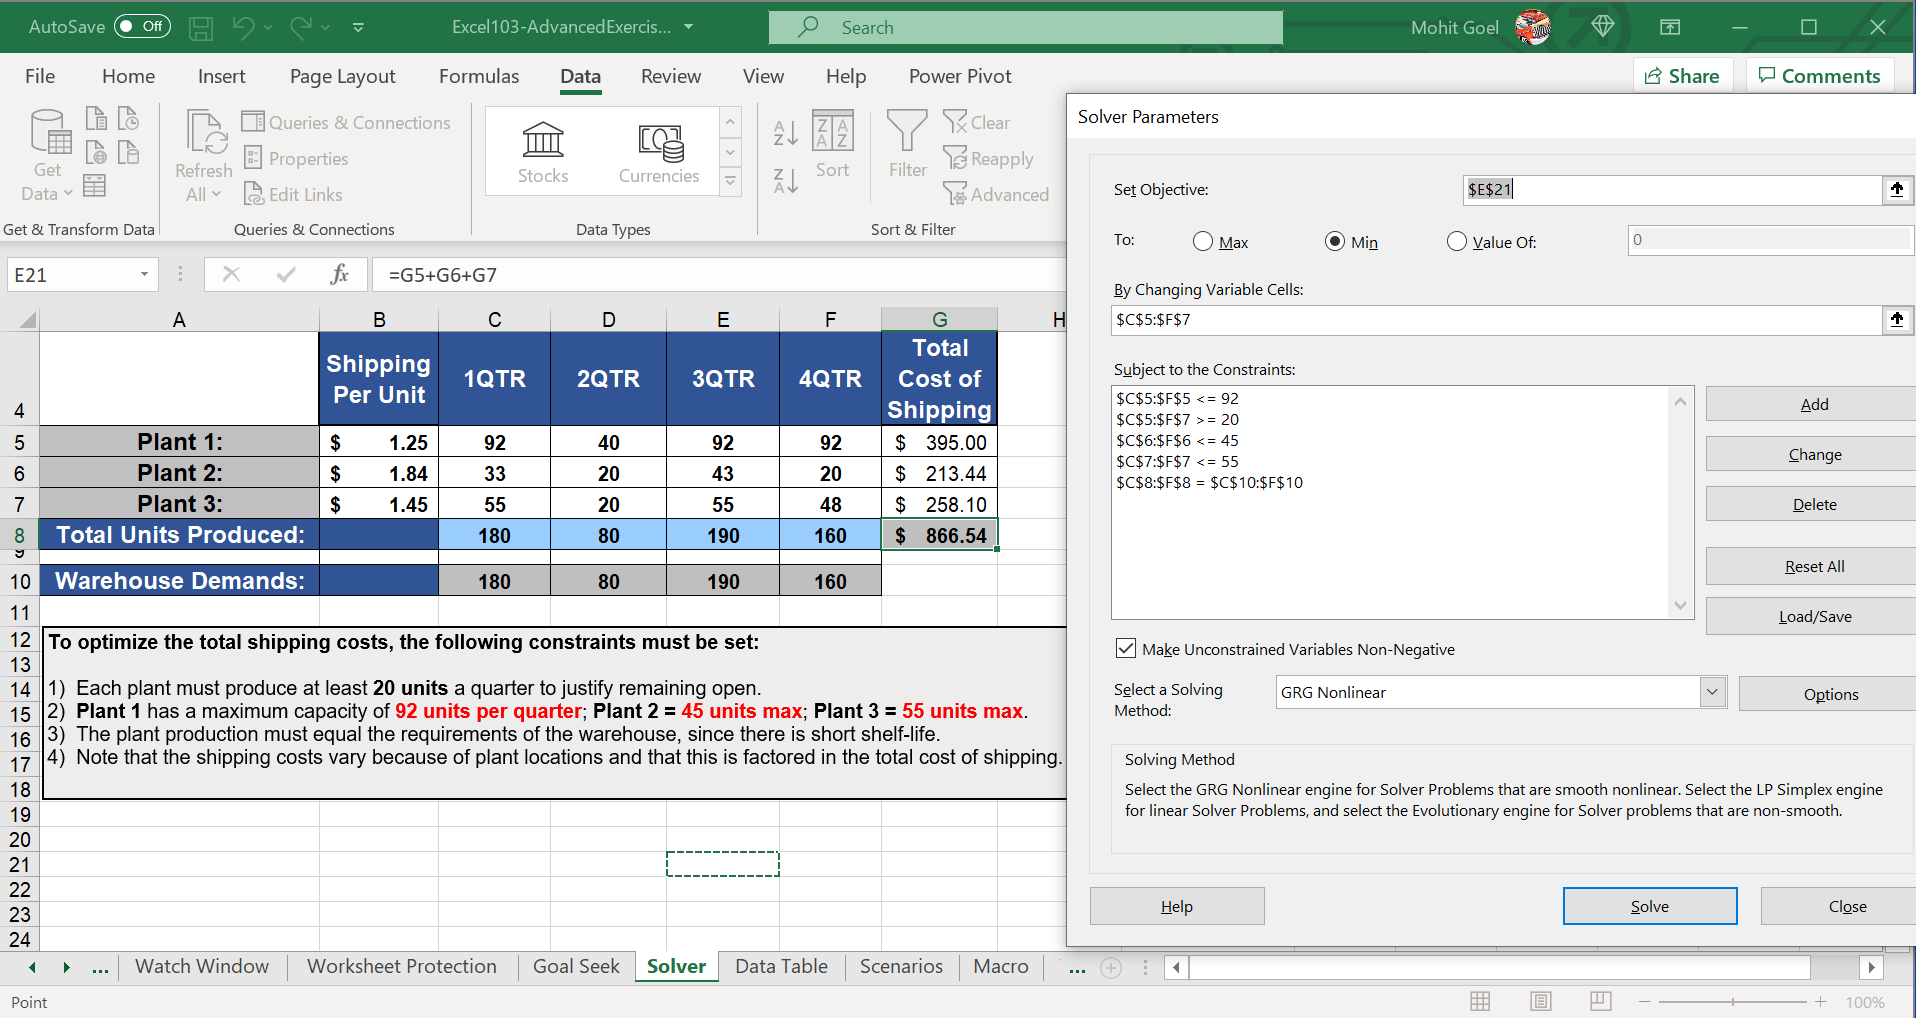 AutoSave Off Excel103-AdvancedExercis... Search Mohit Goel
File Home Insert Page Layout Formulas Data Review View Help Power Pivot Share Comments
Get Data
Refresh All
Queries & Connections
Properties
Edit Links
Stocks
Currencies
Sort
Filter
Clear
Reapply
Advanced
Get & Transform Data Queries & Connections Data Types Sort & Filter
E21 fx =G5+G6+G7
A B C D E F G H
4 Shipping Per Unit 1QTR 2QTR 3QTR 4QTR Total Cost of Shipping
5 Plant 1: $ 1.25 92 40 92 92 $ 395.00
6 Plant 2: $ 1.84 33 20 43 20 $ 213.44
7 Plant 3: $ 1.45 55 20 55 48 $ 258.10
8 Total Units Produced: 180 80 190 160 $ 866.54
9
10 Warehouse Demands: 180 80 190 160
11
12 To optimize the total shipping costs, the following constraints must be set:
13
14 1) Each plant must produce at least 20 units a quarter to justify remaining open.
15 2) Plant 1 has a maximum capacity of 92 units per quarter; Plant 2 = 45 units max; Plant 3 = 55 units max.
16 3) The plant production must equal the requirements of the warehouse, since there is short shelf-life.
17 4) Note that the shipping costs vary because of plant locations and that this is factored in the total cost of shipping.
18
19
20
21
22
23
24
Solver Parameters
Set Objective: $E$21
To: Max Min Value Of: 0
By Changing Variable Cells:
$C$5:$F$7
Subject to the Constraints:
$C$5:$F$5 <= 92
$C$5:$F$7 >= 20
$C$6:$F$6 <= 45
$C$7:$F$7 <= 55
$C$8:$F$8 = $C$10:$F$10
Add
Change
Delete
Reset All
Load/Save
Make Unconstrained Variables Non-Negative
Select a Solving Method: GRG Nonlinear Options
Solving Method
Select the GRG Nonlinear engine for Solver Problems that are smooth nonlinear. Select the LP Simplex engine
for linear Solver Problems, and select the Evolutionary engine for Solver problems that are non-smooth.
Help Solve Close
... Watch Window Worksheet Protection Goal Seek Solver Data Table Scenarios Macro ...
Point 100%